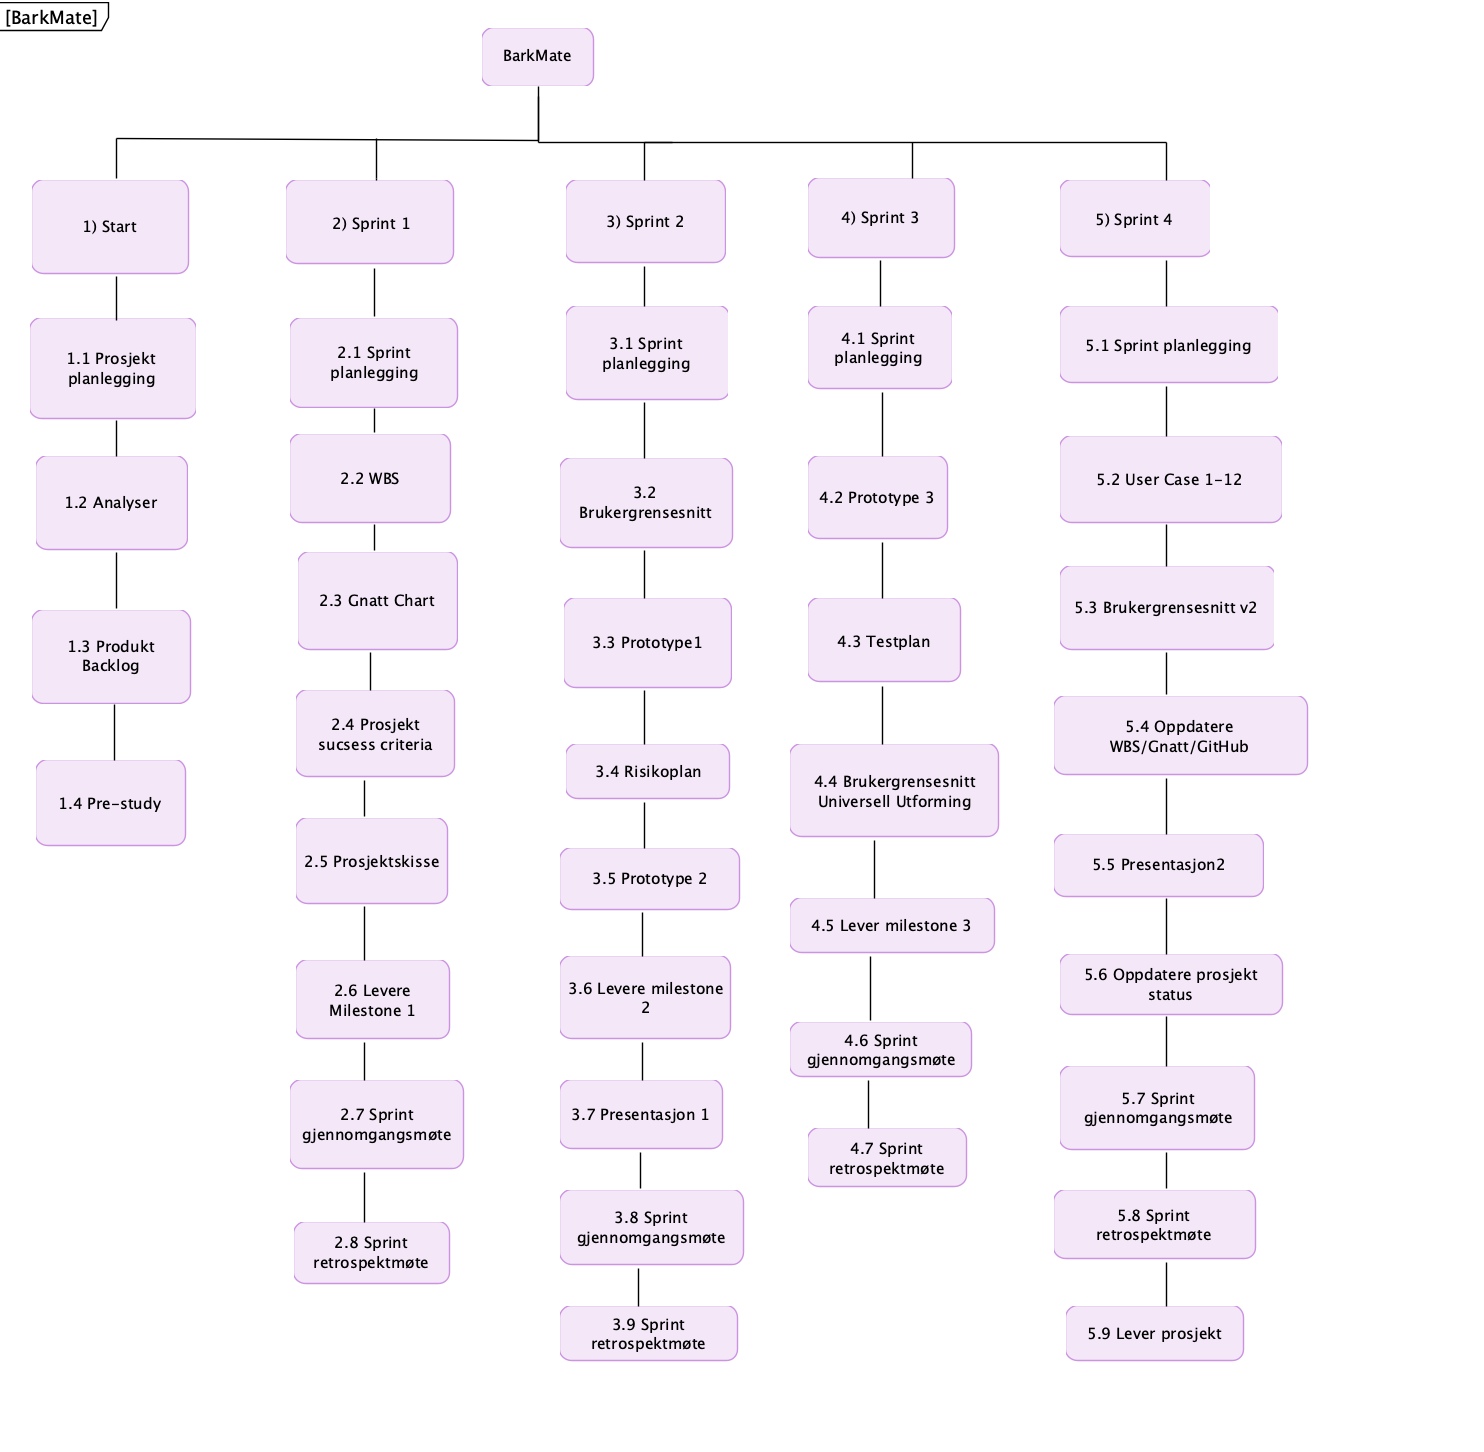 [BarkMate]
BarkMate
1) Start
1.1 Prosjekt
planlegging
1.2 Analyser
1.3 Produkt
Backlog
1.4 Pre-study
2) Sprint 1
2.1 Sprint
planlegging
2.2 WBS
2.3 Gnatt Chart
2.4 Prosjekt
sucsess criteria
2.5 Prosjektskisse
2.6 Levere
Milestone 1
2.7 Sprint
gjennomgangsmøte
2.8 Sprint
retrospektmøte
3) Sprint 2
3.1 Sprint
planlegging
3.2
Brukergrensesnitt
3.3 Prototype1
3.4 Risikoplan
3.5 Prototype 2
3.6 Levere milestone
2
3.7 Presentasjon 1
3.8 Sprint
gjennomgangsmøte
3.9 Sprint
retrospektmøte
4) Sprint 3
4.1 Sprint
planlegging
4.2 Prototype 3
4.3 Testplan
4.4 Brukergrensesnitt
Universell Utforming
4.5 Lever milestone 3
4.6 Sprint
gjennomgangsmøte
4.7 Sprint
retrospektmøte
5) Sprint 4
5.1 Sprint planlegging
5.2 User Case 1-12
5.3 Brukergrensesnitt v2
5.4 Oppdatere
WBS/Gnatt/GitHub
5.5 Presentasjon2
5.6 Oppdatere prosjekt
status
5.7 Sprint
gjennomgangsmøte
5.8 Sprint
retrospektmøte
5.9 Lever prosjekt